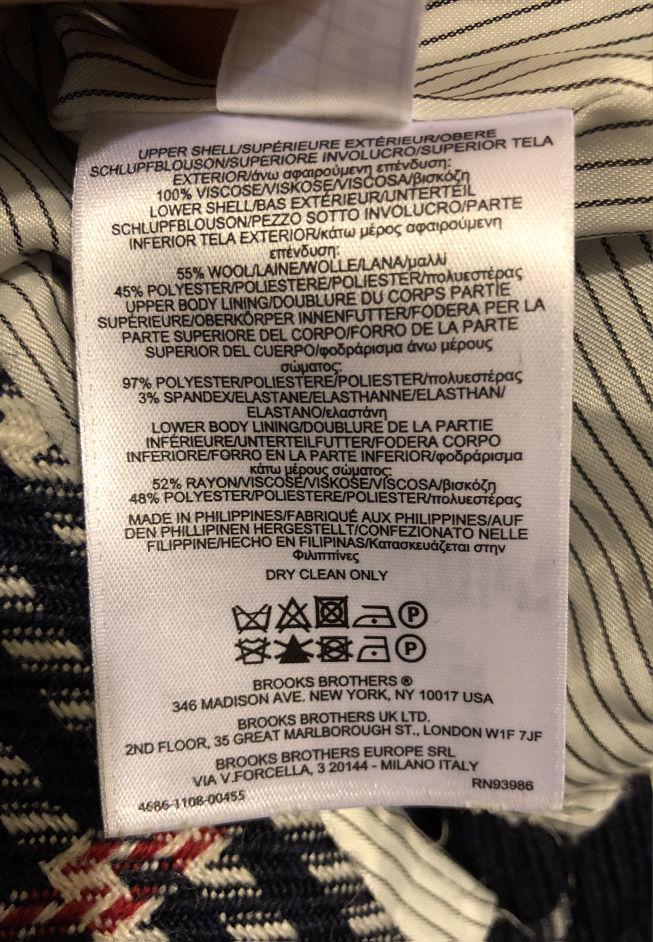 UPPER SHELL/SUPÉRIEURE EXTÉRIEUR/OBERE
SCHLUPFBLOUSON/SUPERIORE INVOLUCRO/SUPERIOR TELA
EXTERIOR/άνω αφαιρούμενη επένδυση:
100% VISCOSE/VISKOSE/VISCOSA/βισκόζη
LOWER SHELL/BAS EXTÉRIEUR/UNTERTEIL
SCHLUPFBLOUSON/PEZZO SOTTO INVOLUCRO/PARTE
INFERIOR TELA EXTERIOR/κάτω μέρος αφαιρούμενη
επένδυση:
55% WOOL/LAINE/WOLLE/LANA/μαλλί
45% POLYESTER/POLIESTERE/POLIESTER/πολυεστέρας
UPPER BODY LINING/DOUBLURE DU CORPS PARTIE
SUPÉRIEURE/OBERKÖRPER INNENFUTTER/FODERA PER LA
PARTE SUPERIORE DEL CORPO/FORRO DE LA PARTE
SUPERIOR DEL CUERPO/φοδράρισμα άνω μέρους
σώματος:
97% POLYESTER/POLIESTERE/POLIESTER/πολυεστέρας
3% SPANDEX/ELASTANE/ELASTHANNE/ELASTHAN/
ELASTANO/ελαστάνη
LOWER BODY LINING/DOUBLURE DE LA PARTIE
INFÉRIEURE/UNTERTEILFUTTER/FODERA CORPO
INFERIORE/FORRO EN LA PARTE INFERIOR/φοδράρισμα
κάτω μέρους σώματος:
52% RAYON/VISCOSE/VISKOSE/VISCOSA/βισκόζη
48% POLYESTER/POLIESTERE/POLIESTER/πολυεστέρας
MADE IN PHILIPPINES/FABRIQUÉ AUX PHILIPPINES/AUF
DEN PHILLIPINEN HERGESTELLT/CONFEZIONATO NELLE
FILIPPINE/HECHO EN FILIPINAS/Κατασκευάζεται στην
Φιλιππίνες
DRY CLEAN ONLY
P
P
BROOKS BROTHERS ®
346 MADISON AVE. NEW YORK, NY 10017 USA
BROOKS BROTHERS UK LTD.
2ND FLOOR, 35 GREAT MARLBOROUGH ST., LONDON W1F 7JF
BROOKS BROTHERS EUROPE SRL
VIA V.FORCELLA, 3 20144 - MILANO ITALY
RN93986
4686-1108-00455